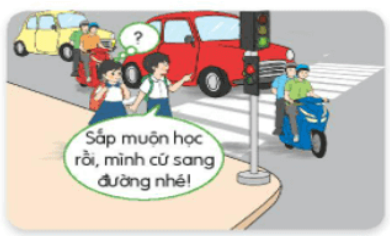 ?
Sắp muộn học
rồi, mình cứ sang
đường nhé!